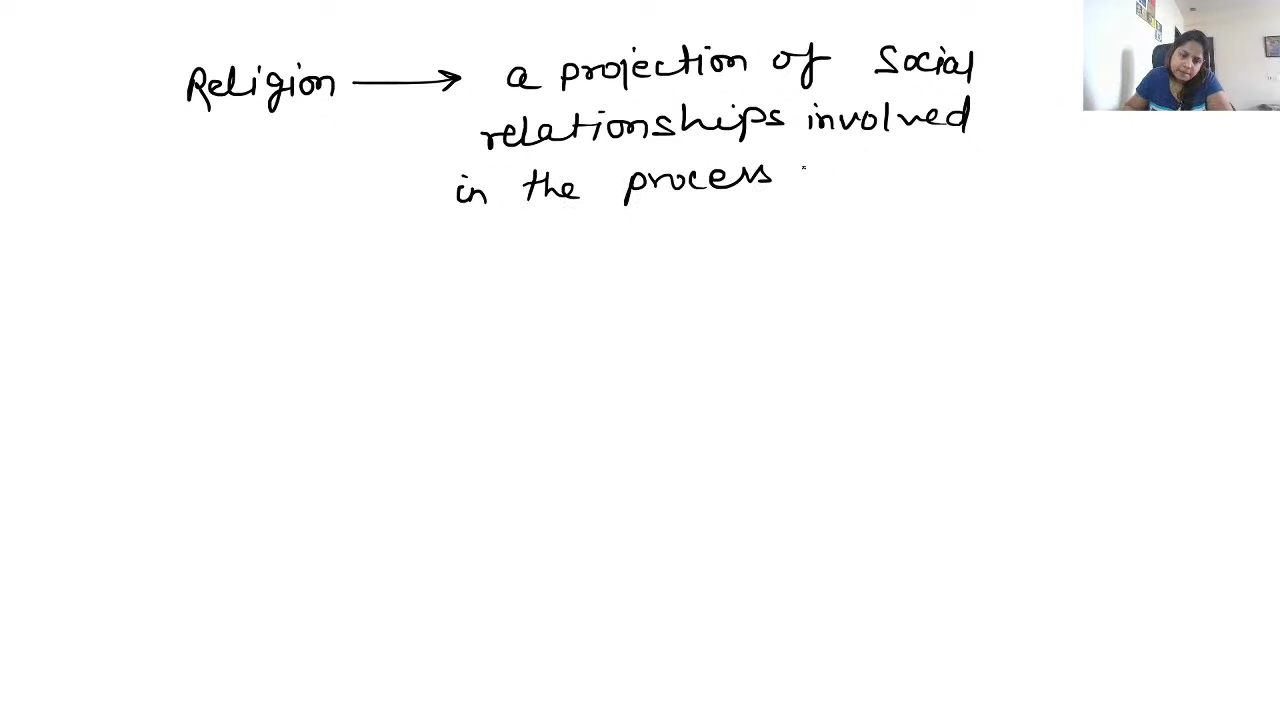 Religion ⟶ a projection of Social
relationships involved
in the process